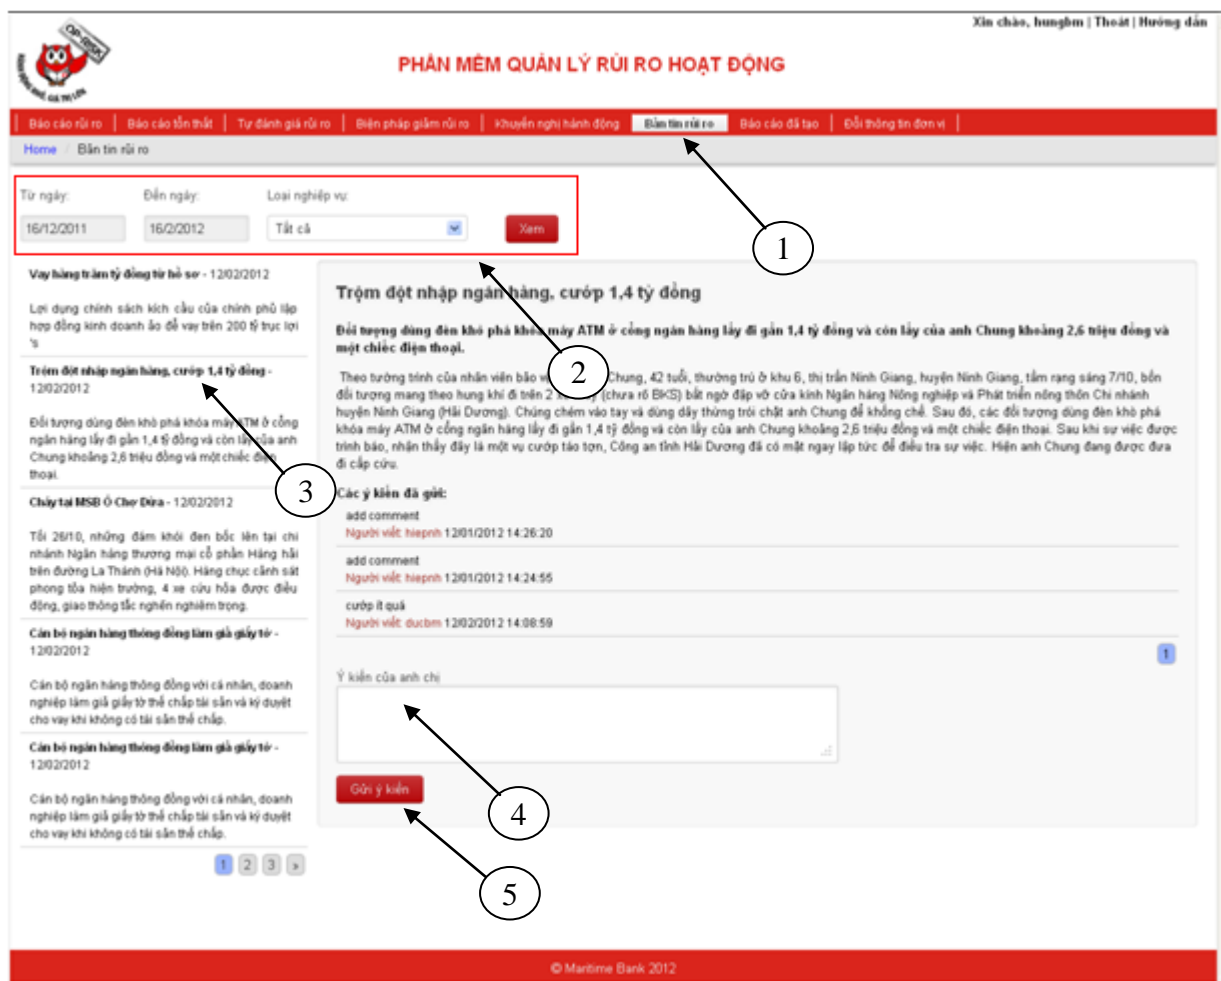 Xin chào, hungbm | Thoát | Hướng dẫn
OP-RISK
PHẦN MỀM QUẢN LÝ RỦI RO HOẠT ĐỘNG
Báo cáo rủi ro | Báo cáo tổn thất | Tự đánh giá rủi ro | Biện pháp giảm rủi ro | Khuyến nghị hành động Bản tin rủi ro Báo cáo đã tạo | Đổi thông tin đơn vị |
Home / Bản tin rủi ro
Từ ngày: Đến ngày: Loại nghiệp vụ:
16/12/2011 16/2/2012 Tất cả Xem
1
Vay hàng trăm tỷ đồng từ hồ sơ - 12/02/2012
Lợi dụng chính sách kích cầu của chính phủ lập
hợp đồng kinh doanh ảo để vay trên 200 tỷ trục lợi
's
Trộm đột nhập ngân hàng, cướp 1,4 tỷ đồng -
12/02/2012
Đối tượng dùng đèn khò phá khóa máy ATM ở cổng
ngân hàng lấy đi gần 1,4 tỷ đồng và còn lấy của anh
Chung khoảng 2,6 triệu đồng và một chiếc điện
thoại.
3
Cháy tại MSB Ô Chợ Dừa - 12/02/2012
Tối 26/10, những đám khói đen bốc lên tại chi
nhánh Ngân hàng thương mại cổ phần Hàng hải
trên đường La Thành (Hà Nội). Hàng chục cảnh sát
phong tỏa hiện trường, 4 xe cứu hỏa được điều
động, giao thông tắc nghẽn nghiêm trọng.
Cán bộ ngân hàng thông đồng làm giả giấy tờ -
12/02/2012
Cán bộ ngân hàng thông đồng với cá nhân, doanh
nghiệp làm giả giấy tờ thế chấp tài sản và ký duyệt
cho vay khi không có tài sản thế chấp.
Cán bộ ngân hàng thông đồng làm giả giấy tờ -
12/02/2012
Cán bộ ngân hàng thông đồng với cá nhân, doanh
nghiệp làm giả giấy tờ thế chấp tài sản và ký duyệt
cho vay khi không có tài sản thế chấp.
1 2 3 »
Trộm đột nhập ngân hàng, cướp 1,4 tỷ đồng
Đối tượng dùng đèn khò phá khóa máy ATM ở cổng ngân hàng lấy đi gần 1,4 tỷ đồng và còn lấy của anh Chung khoảng 2,6 triệu đồng và
một chiếc điện thoại.
2
Theo tường trình của nhân viên bảo Chung, 42 tuổi, thường trú ở khu 6, thị trấn Ninh Giang, huyện Ninh Giang, tầm rạng sáng 7/10, bốn
đối tượng mang theo hung khí đi trên 2 (chưa rõ BKS) bất ngờ đập vỡ cửa kính Ngân hàng Nông nghiệp và Phát triển nông thôn Chi nhánh
huyện Ninh Giang (Hải Dương). Chúng chém vào tay và dùng dây thừng trói chặt anh Chung để khống chế. Sau đó, các đối tượng dùng đèn khò phá
khóa máy ATM ở cổng ngân hàng lấy đi gần 1,4 tỷ đồng và còn lấy của anh Chung khoảng 2,6 triệu đồng và một chiếc điện thoại. Sau khi sự việc được
trình báo, nhận thấy đây là một vụ cướp táo tợn, Công an tỉnh Hải Dương đã có mặt ngay lập tức để điều tra sự việc. Hiện anh Chung đang được đưa
đi cấp cứu.
Các ý kiến đã gửi:
add comment
Người viết: hiepnh 12/01/2012 14:26:20
add comment
Người viết: hiepnh 12/01/2012 14:24:55
cướp ít quá
Người viết: ducbm 12/02/2012 14:08:59
1
Ý kiến của anh chị
Gửi ý kiến
4
5
© Maritime Bank 2012